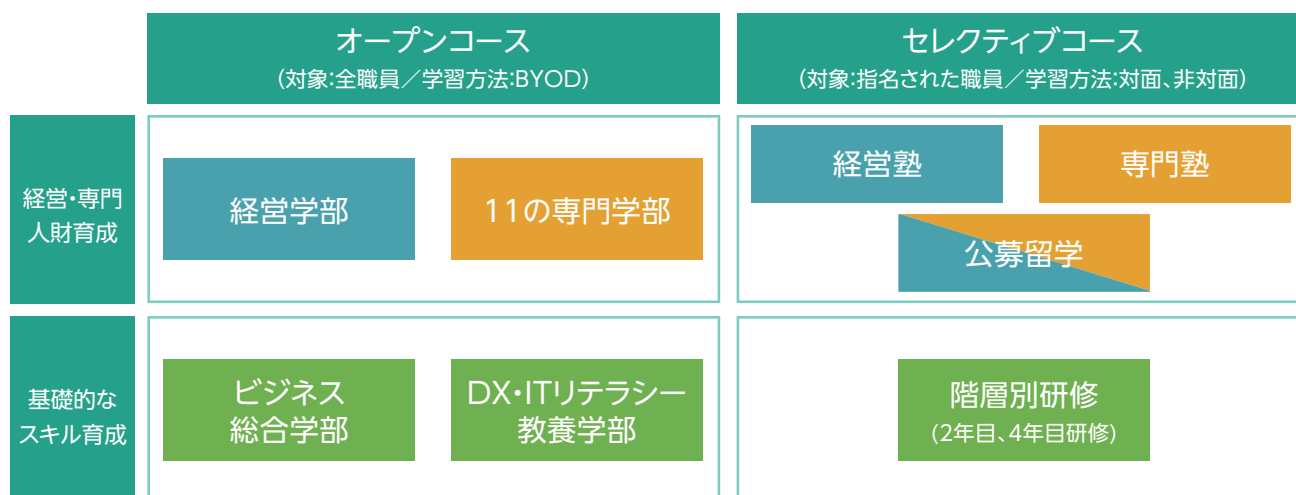 オープンコース
(対象:全職員／学習方法:BYOD)
セレクティブコース
(対象:指名された職員／学習方法:対面、非対面)
経営・専門
人財育成
経営学部
11の専門学部
経営塾
専門塾
公募留学
基礎的な
スキル育成
ビジネス
総合学部
DX・ITリテラシー
教養学部
階層別研修
(2年目、4年目研修)